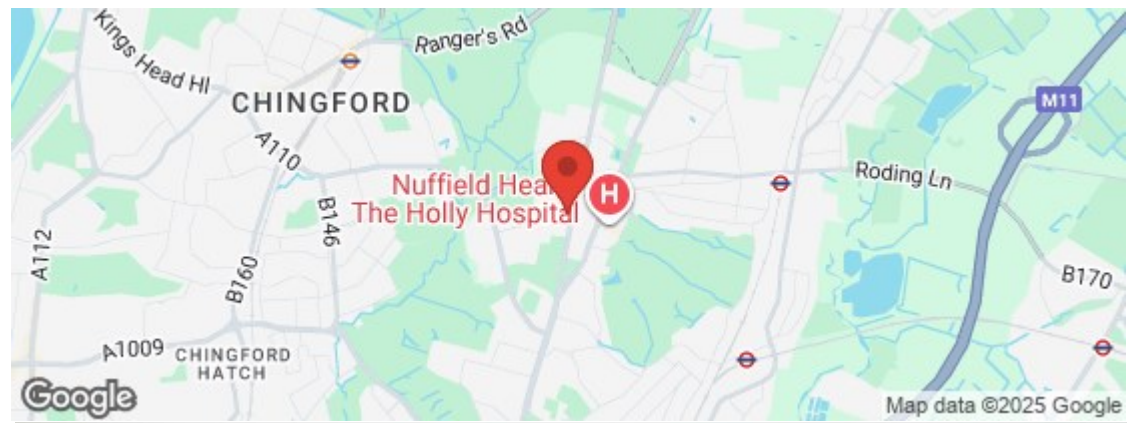 Kings Head Hl
Ranger's Rd
CHINGFORD
M11
A110
Roding Ln
Nuffield Heal
The Holly Hospital
H
B146
A112
B160
B170
A1009
CHINGFORD
HATCH
Google
Map data ©2025 Google